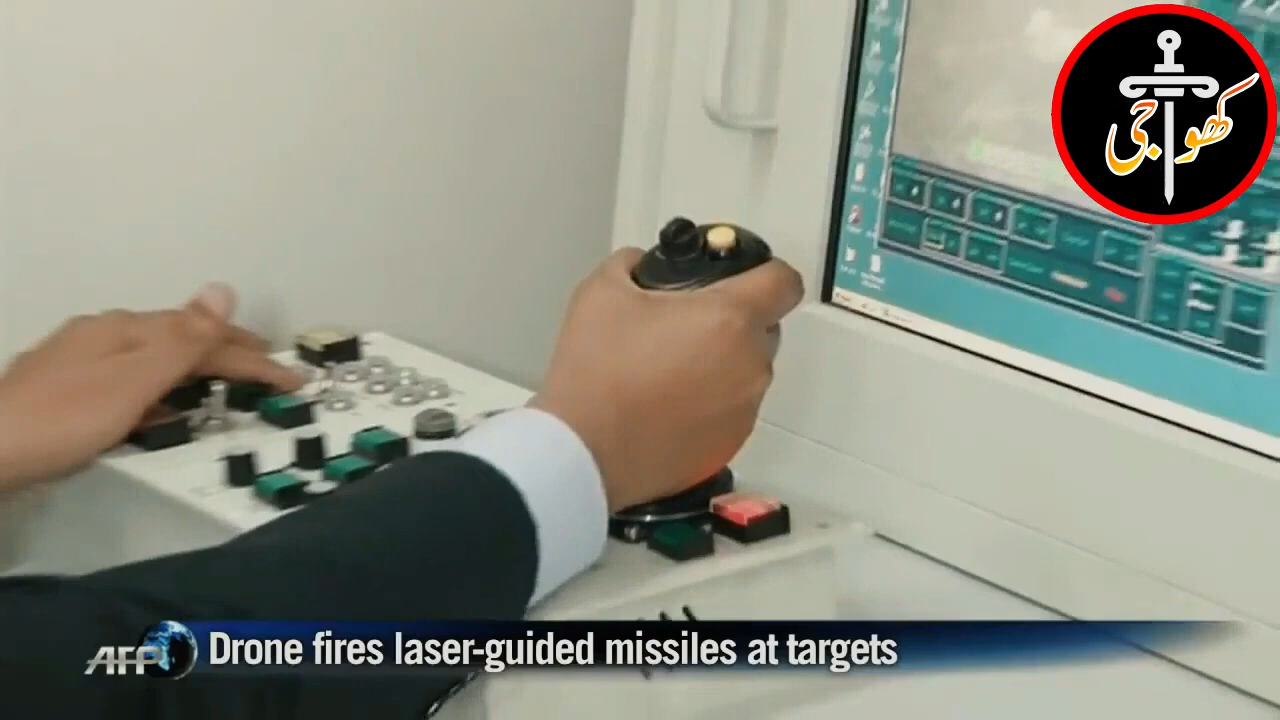 کھوجی
AFP
Drone fires laser-guided missiles at targets